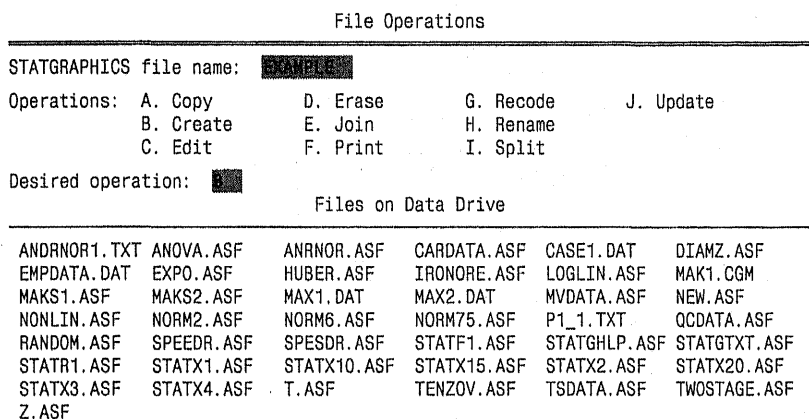 File Operations
STATGRAPHICS file name: EXAMPLE
Operations: A. Copy D. Erase G. Recode J. Update
B. Create E. Join H. Rename
C. Edit F. Print I. Split
Desired operation: B
Files on Data Drive
ANDRNOR1.TXT ANOVA.ASF ANRNOR.ASF CARDATA.ASF CASE1.DAT DIAMZ.ASF
EMPDATA.DAT EXPO.ASF HUBER.ASF IRONORE.ASF LOGLIN.ASF MAK1.CGM
MAKS1.ASF MAKS2.ASF MAX1.DAT MAX2.DAT MVDATA.ASF NEW.ASF
NONLIN.ASF NORM2.ASF NORM6.ASF NORM75.ASF P1_1.TXT QCDATA.ASF
RANDOM.ASF SPEEDR.ASF SPESDR.ASF STATF1.ASF STATGHLP.ASF STATGTXT.ASF
STATR1.ASF STATX1.ASF STATX10.ASF STATX15.ASF STATX2.ASF STATX20.ASF
STATX3.ASF STATX4.ASF T.ASF TENZOV.ASF TSDATA.ASF TWOSTAGE.ASF
Z.ASF